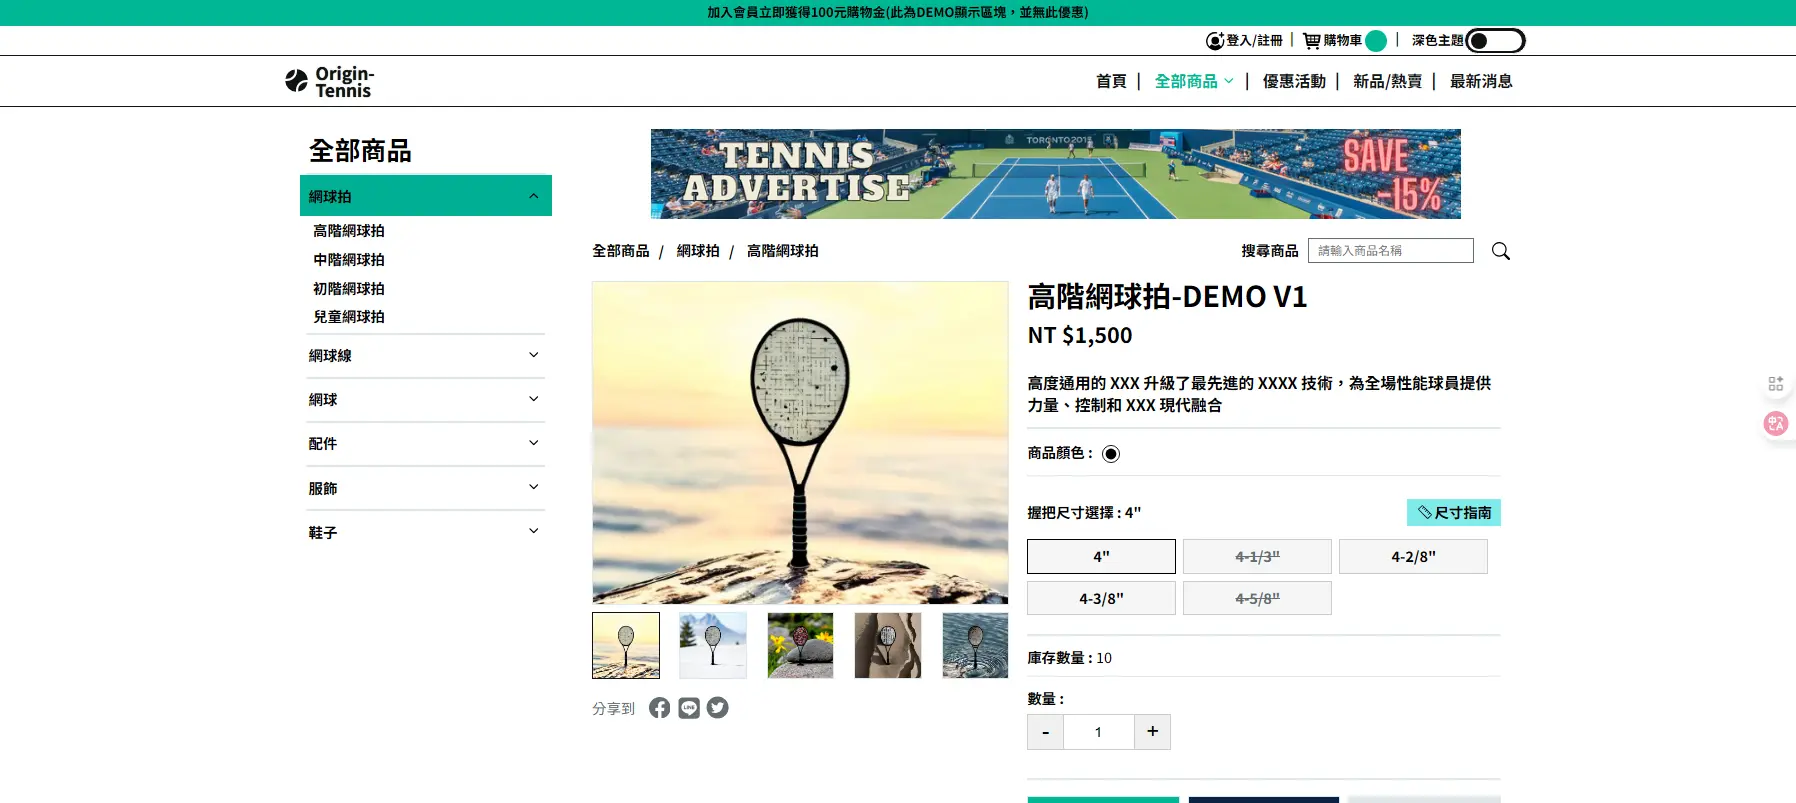 加入會員立即獲得100元購物金(此為DEMO顯示區塊，並無此優惠)
登入/註冊 | 購物車 | 深色主題
Origin-
Tennis
首頁 | 全部商品 | 優惠活動 | 新品/熱賣 | 最新消息
全部商品
網球拍
高階網球拍
中階網球拍
初階網球拍
兒童網球拍
網球線
網球
配件
服飾
鞋子
TENNIS
ADVERTISE
TORONTO 2015
SAVE
-15%
全部商品 / 網球拍 / 高階網球拍
搜尋商品 請輸入商品名稱
高階網球拍-DEMO V1
NT $1,500
高度通用的 XXX 升級了最先進的 XXXX 技術，為全場性能球員提供
力量、控制和 XXX 現代融合
商品顏色 :
握把尺寸選擇 : 4"
尺寸指南
4" 4-1/3" 4-2/8"
4-3/8" 4-5/8"
庫存數量 : 10
數量 :
- 1 +
分享到
LINE